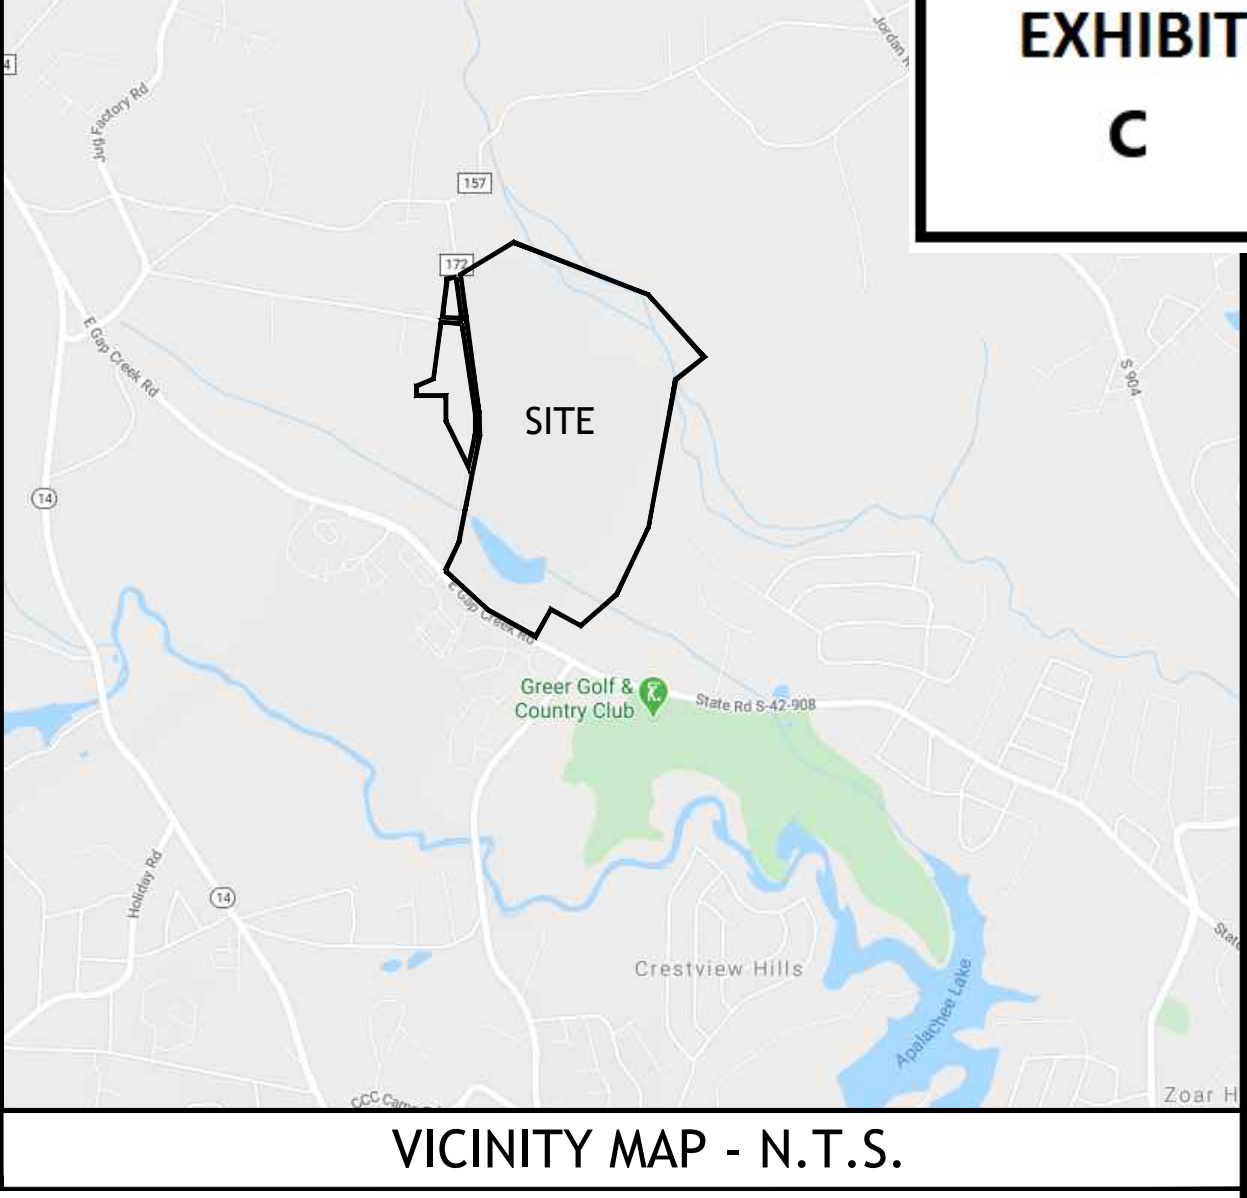 EXHIBIT
C
4
Jug Factory Rd
157
172
E Gap Creek Rd
SITE
S 904
14
E Gap Creek Rd
Greer Golf &
Country Club
State Rd S-42-908
Holiday Rd
14
Crestview Hills
Apalachee Lake
Zoar H
VICINITY MAP - N.T.S.